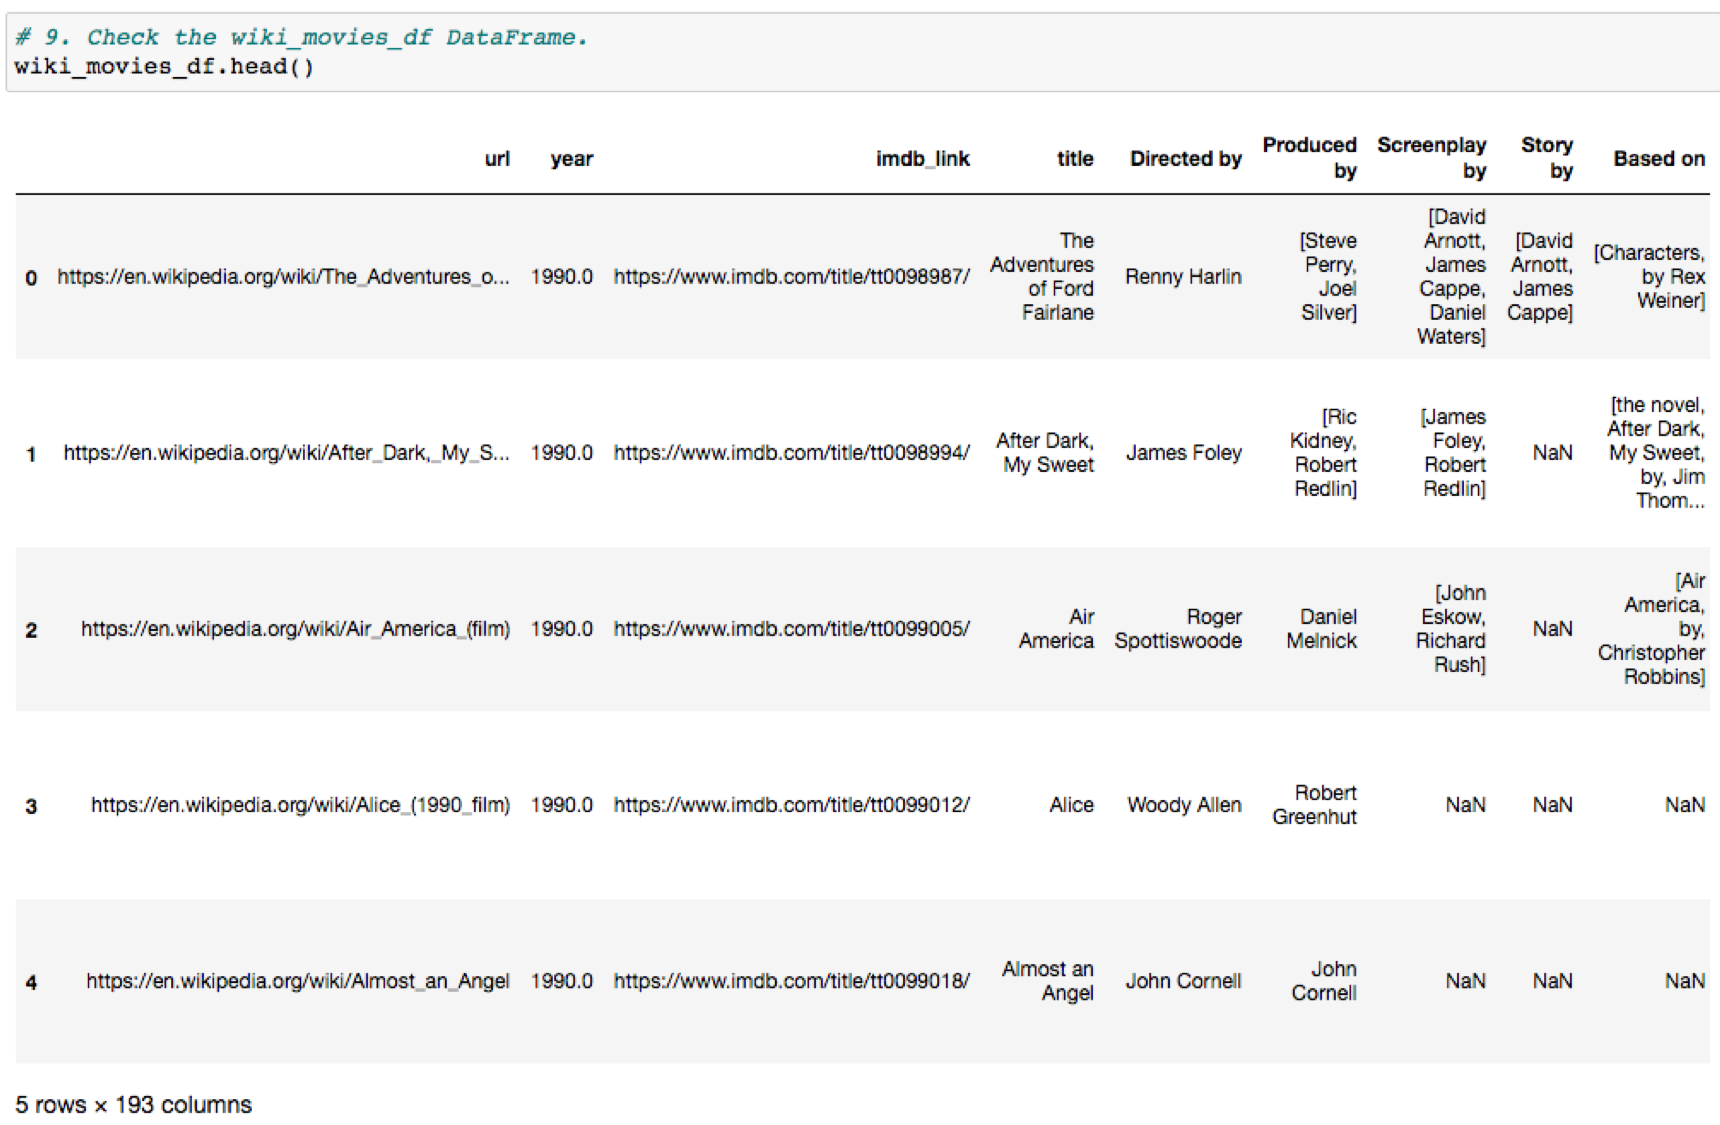 # 9. Check the wiki_movies_df DataFrame.
wiki_movies_df.head()
url year imdb_link title Directed by Produced by Screenplay by Story by Based on
0 https://en.wikipedia.org/wiki/The_Adventures_o... 1990.0 https://www.imdb.com/title/tt0098987/ The Adventures of Ford Fairlane Renny Harlin [Steve Perry, Joel Silver] [David Arnott, James Cappe, Daniel Waters] [David Arnott, James Cappe] [Characters, by Rex Weiner]
1 https://en.wikipedia.org/wiki/After_Dark,_My_S... 1990.0 https://www.imdb.com/title/tt0098994/ After Dark, My Sweet James Foley [Ric Kidney, Robert Redlin] [James Foley, Robert Redlin] NaN [the novel, After Dark, My Sweet, by, Jim Thom...
2 https://en.wikipedia.org/wiki/Air_America_(film) 1990.0 https://www.imdb.com/title/tt0099005/ Air America Roger Spottiswoode Daniel Melnick [John Eskow, Richard Rush] NaN [Air America, by, Christopher Robbins]
3 https://en.wikipedia.org/wiki/Alice_(1990_film) 1990.0 https://www.imdb.com/title/tt0099012/ Alice Woody Allen Robert Greenhut NaN NaN NaN
4 https://en.wikipedia.org/wiki/Almost_an_Angel 1990.0 https://www.imdb.com/title/tt0099018/ Almost an Angel John Cornell John Cornell NaN NaN NaN
5 rows × 193 columns